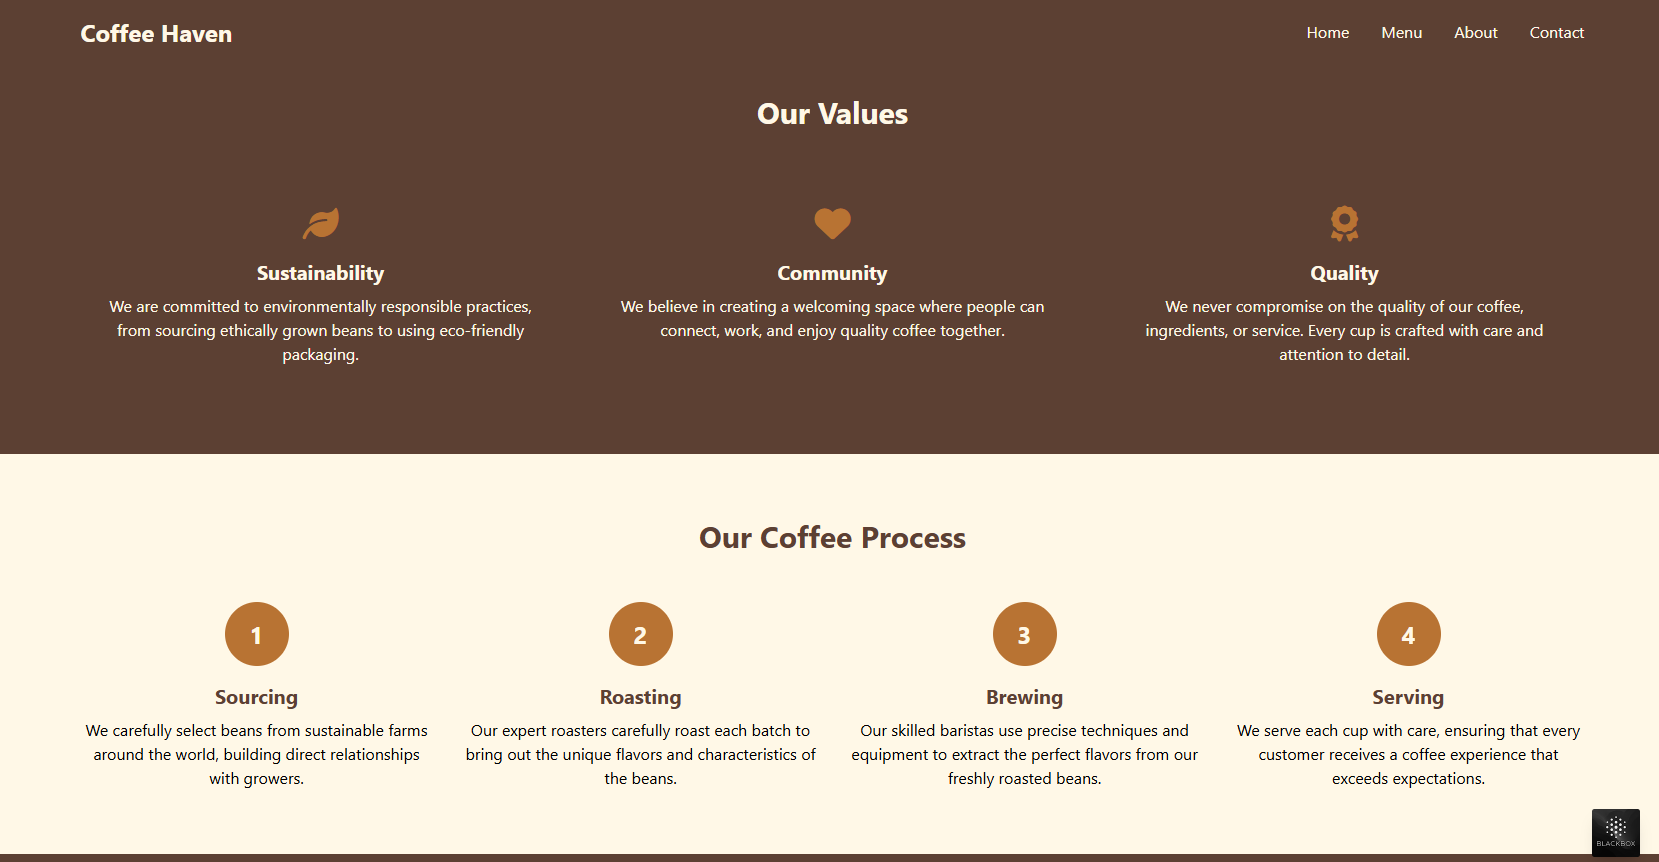 Coffee Haven
Home Menu About Contact
Our Values
Sustainability
We are committed to environmentally responsible practices,
from sourcing ethically grown beans to using eco-friendly
packaging.
Community
We believe in creating a welcoming space where people can
connect, work, and enjoy quality coffee together.
Quality
We never compromise on the quality of our coffee,
ingredients, or service. Every cup is crafted with care and
attention to detail.
Our Coffee Process
1
Sourcing
We carefully select beans from sustainable farms
around the world, building direct relationships
with growers.
2
Roasting
Our expert roasters carefully roast each batch to
bring out the unique flavors and characteristics of
the beans.
3
Brewing
Our skilled baristas use precise techniques and
equipment to extract the perfect flavors from our
freshly roasted beans.
4
Serving
We serve each cup with care, ensuring that every
customer receives a coffee experience that
exceeds expectations.
BLACKBOX